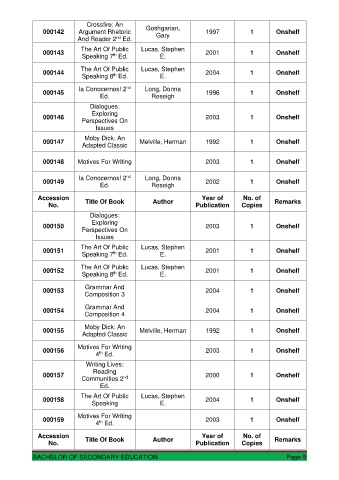 Crossfire: An
000142 Argument Rhetoric Goshgarian, Gary 1997 1 Onshelf
And Reader 2nd Ed.
000143 The Art Of Public Lucas, Stephen 2001 1 Onshelf
Speaking 7th Ed. E.
000144 The Art Of Public Lucas, Stephen 2004 1 Onshelf
Speaking 8th Ed. E.
000145 Ia Conocernos! 2nd Long, Donna 1996 1 Onshelf
Ed. Reseigh
Dialogues:
Exploring
000146 Perspectives On 2003 1 Onshelf
Issues
000147 Moby Dick: An Melville, Herman 1992 1 Onshelf
Adapted Classic
000148 Motives For Writing 2003 1 Onshelf
000149 Ia Conocernos! 2nd Long, Donna 2002 1 Onshelf
Ed. Reseigh
Accession No. Title Of Book Author Year of Publication No. of Copies Remarks
Dialogues:
Exploring
000150 Perspectives On 2003 1 Onshelf
Issues
000151 The Art Of Public Lucas, Stephen 2001 1 Onshelf
Speaking 7th Ed. E.
000152 The Art Of Public Lucas, Stephen 2001 1 Onshelf
Speaking 8th Ed. E.
000153 Grammar And 2004 1 Onshelf
Composition 3
000154 Grammar And 2004 1 Onshelf
Composition 4
000155 Moby Dick: An Melville, Herman 1992 1 Onshelf
Adapted Classic
000156 Motives For Writing 2003 1 Onshelf
4th Ed.
Writing Lives:
Reading
000157 Communities 2nd 2000 1 Onshelf
Ed.
000158 The Art Of Public Lucas, Stephen 2004 1 Onshelf
Speaking E.
000159 Motives For Writing 2003 1 Onshelf
4th Ed.
Accession No. Title Of Book Author Year of Publication No. of Copies Remarks
BACHELOR OF SECONDARY EDUCATION Page 8